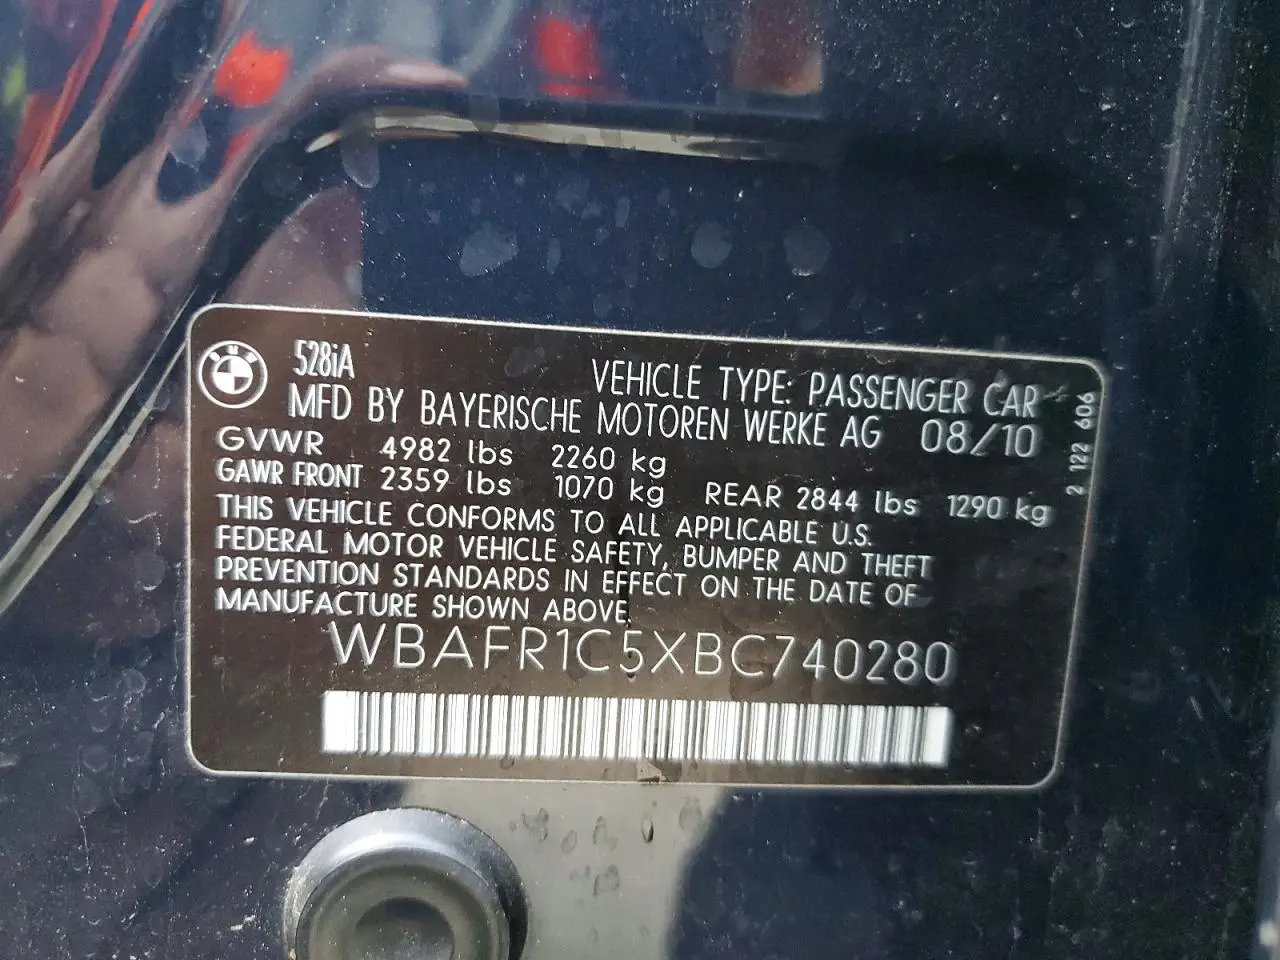 528iA
VEHICLE TYPE: PASSENGER CAR
MFD BY BAYERISCHE MOTOREN WERKE AG 08/10
GVWR 4982 lbs 2260 kg
GAWR FRONT 2359 lbs 1070 kg REAR 2844 lbs 1290 kg
THIS VEHICLE CONFORMS TO ALL APPLICABLE U.S.
FEDERAL MOTOR VEHICLE SAFETY, BUMPER AND THEFT
PREVENTION STANDARDS IN EFFECT ON THE DATE OF
MANUFACTURE SHOWN ABOVE.
WBAFR1C5XBC740280
2 122 606